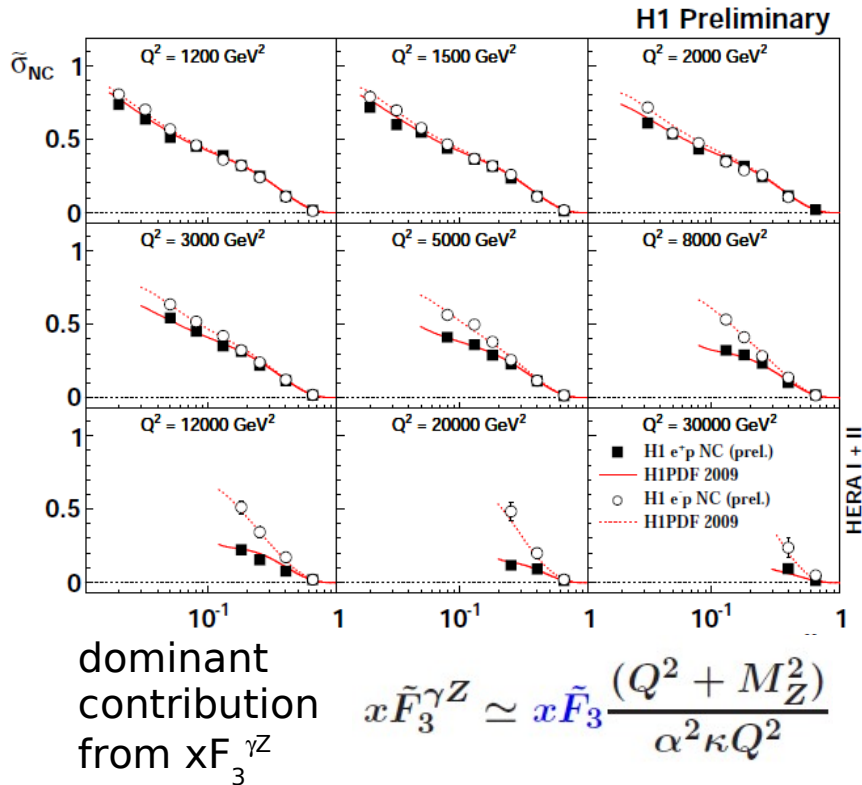 H1 Preliminary
σ̃NC
Q² = 1200 GeV² Q² = 1500 GeV² Q² = 2000 GeV²
1
0.5
0
Q² = 3000 GeV² Q² = 5000 GeV² Q² = 8000 GeV²
1
0.5
0
Q² = 12000 GeV² Q² = 20000 GeV² Q² = 30000 GeV²
1
0.5
0
H1 e⁺p NC (prel.)
H1PDF 2009
H1 e⁻p NC (prel.)
H1PDF 2009
HERA I + II
10⁻¹ 1 10⁻¹ 1 10⁻¹ 1
dominant
contribution
from xF₃^γZ
xF̃₃^γZ ≃ xF̃₃ (Q² + M_Z²) / α²κQ²